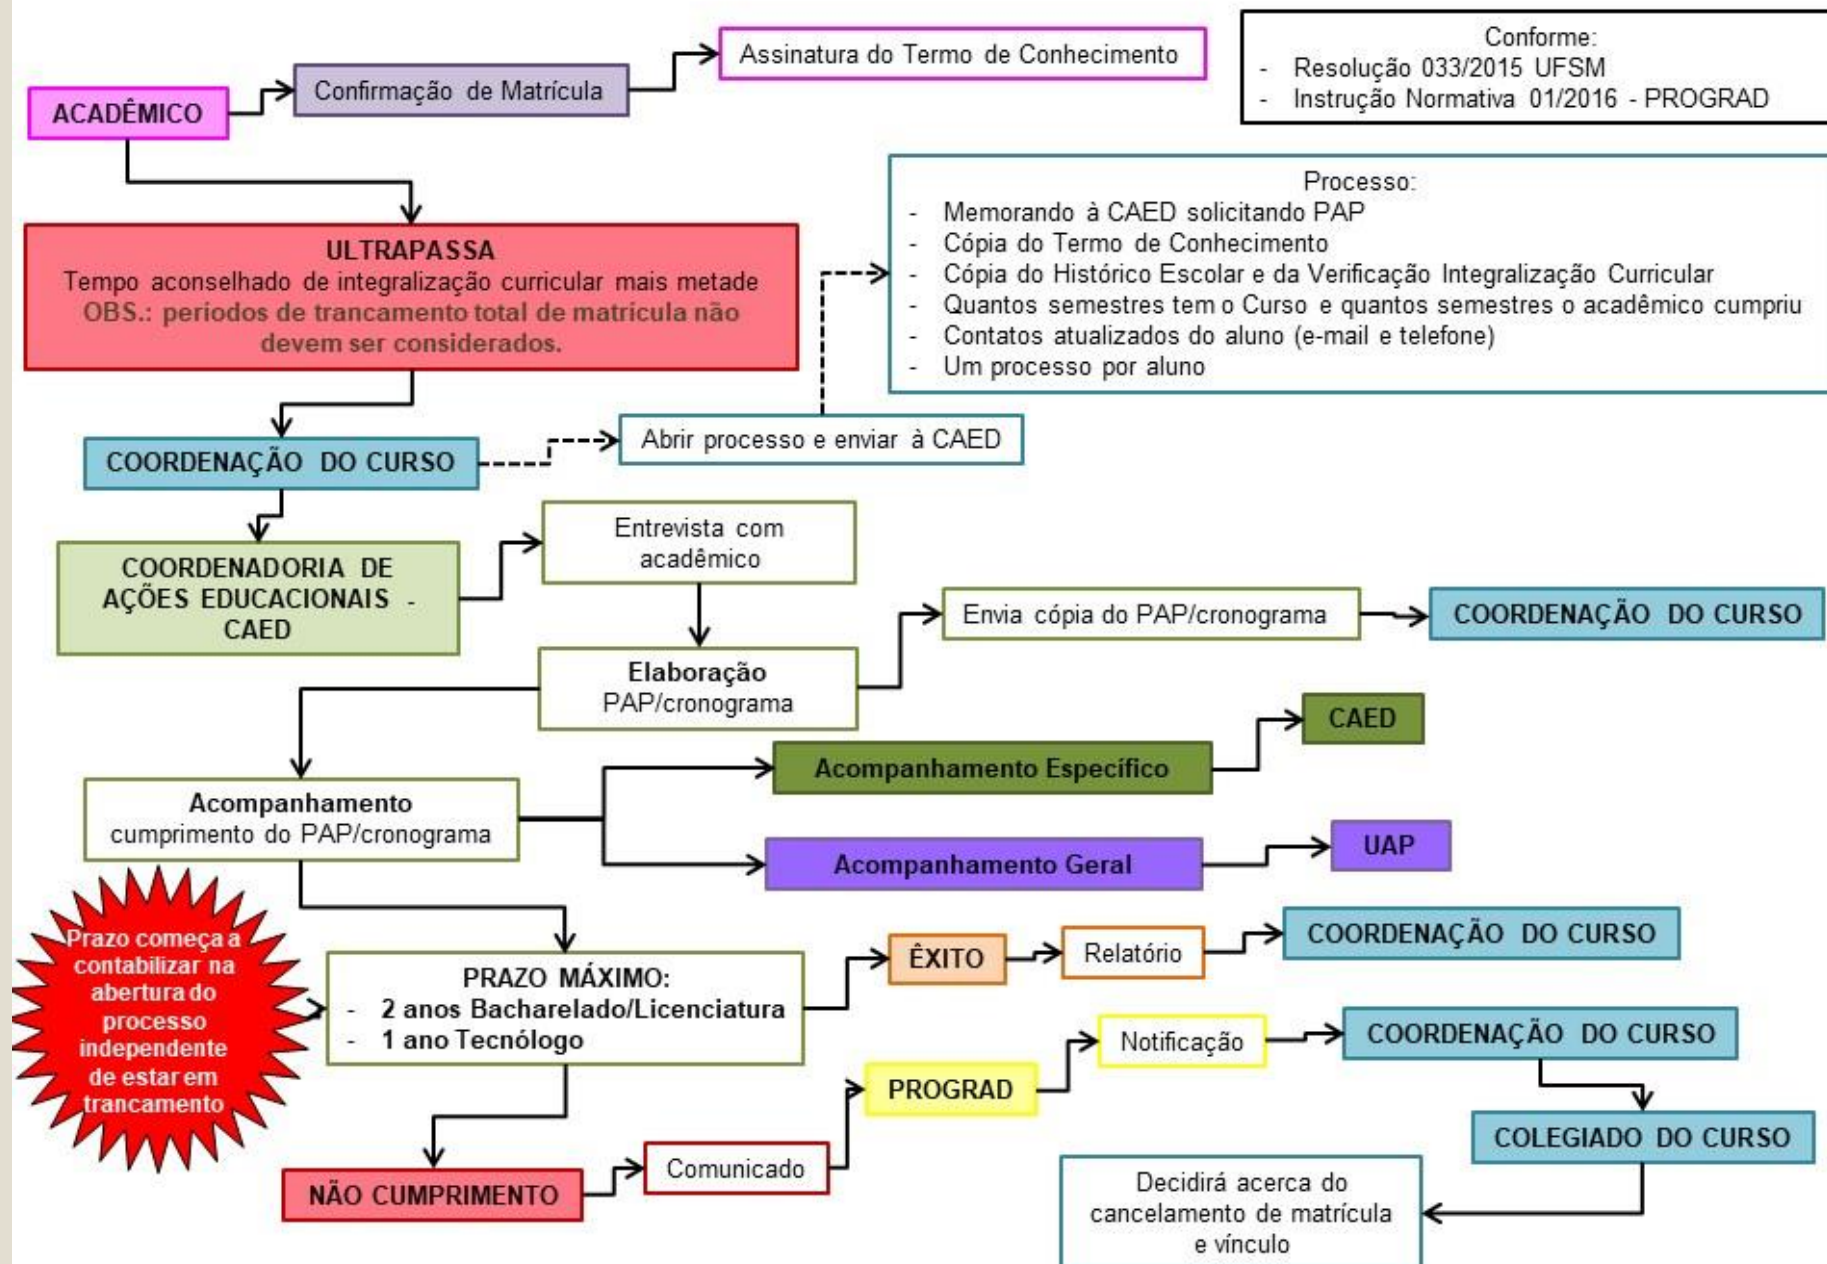 Assinatura do Termo de Conhecimento
Conforme:
- Resolução 033/2015 UFSM
- Instrução Normativa 01/2016 - PROGRAD
Confirmação de Matrícula
ACADÊMICO
Processo:
- Memorando à CAED solicitando PAP
- Cópia do Termo de Conhecimento
- Cópia do Histórico Escolar e da Verificação Integralização Curricular
- Quantos semestres tem o Curso e quantos semestres o acadêmico cumpriu
- Contatos atualizados do aluno (e-mail e telefone)
- Um processo por aluno
ULTRAPASSA
Tempo aconselhado de integralização curricular mais metade
OBS.: períodos de trancamento total de matrícula não
devem ser considerados.
Abrir processo e enviar à CAED
COORDENAÇÃO DO CURSO
Entrevista com
acadêmico
COORDENADORIA DE
AÇÕES EDUCACIONAIS -
CAED
Envia cópia do PAP/cronograma
COORDENAÇÃO DO CURSO
Elaboração
PAP/cronograma
CAED
Acompanhamento Específico
Acompanhamento
cumprimento do PAP/cronograma
UAP
Acompanhamento Geral
Prazo começa a
contabilizar na
abertura do
processo
independente
de estar em
trancamento
PRAZO MÁXIMO:
- 2 anos Bacharelado/Licenciatura
- 1 ano Tecnólogo
ÊXITO
Relatório
COORDENAÇÃO DO CURSO
PROGRAD
Notificação
COORDENAÇÃO DO CURSO
COLEGIADO DO CURSO
NÃO CUMPRIMENTO
Comunicado
Decidirá acerca do
cancelamento de matrícula
e vínculo